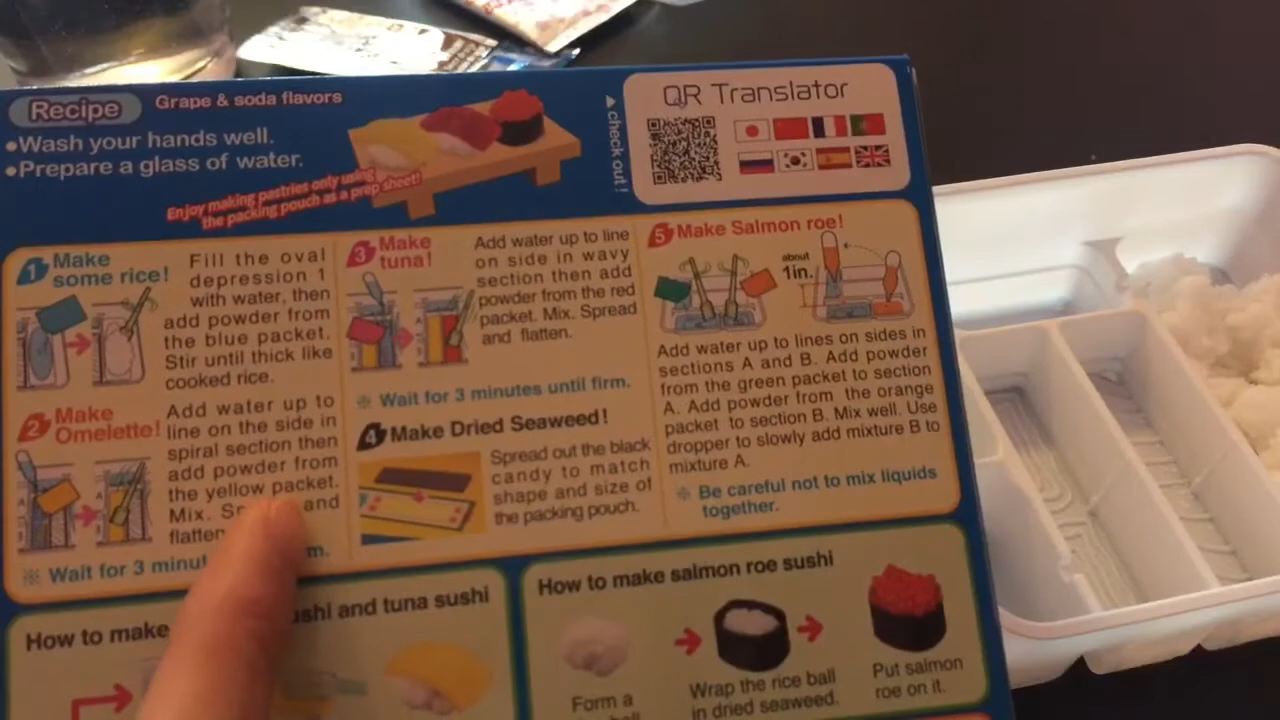 Recipe
Grape & soda flavors
•Wash your hands well.
•Prepare a glass of water.
Enjoy making pastries only using
the packing pouch as a prep sheet!
▲check out!
QR Translator
1 Make
some rice!
Fill the oval
depression 1
with water, then
add powder from
the blue packet.
Stir until thick like
cooked rice.
2 Make
Omelette!
Add water up to
line on the side in
spiral section then
add powder from
the yellow packet.
Mix. and
flatten
※ Wait for 3
3 Make
tuna!
Add water up to line
on side in wavy
section then add
powder from the red
packet. Mix. Spread
and flatten.
※ Wait for 3 minutes until firm.
4 Make Dried Seaweed!
Spread out the black
candy to match
shape and size of
the packing pouch.
5 Make Salmon roe!
about
1in.
Add water up to lines on sides in
sections A and B. Add powder
from the green packet to section
A. Add powder from the orange
packet to section B. Mix well. Use
dropper to slowly add mixture B to
mixture A.
※ Be careful not to mix liquids
together.
How to make and tuna sushi
How to make salmon roe sushi
Form a
Wrap the rice ball
in dried seaweed.
Put salmon
roe on it.